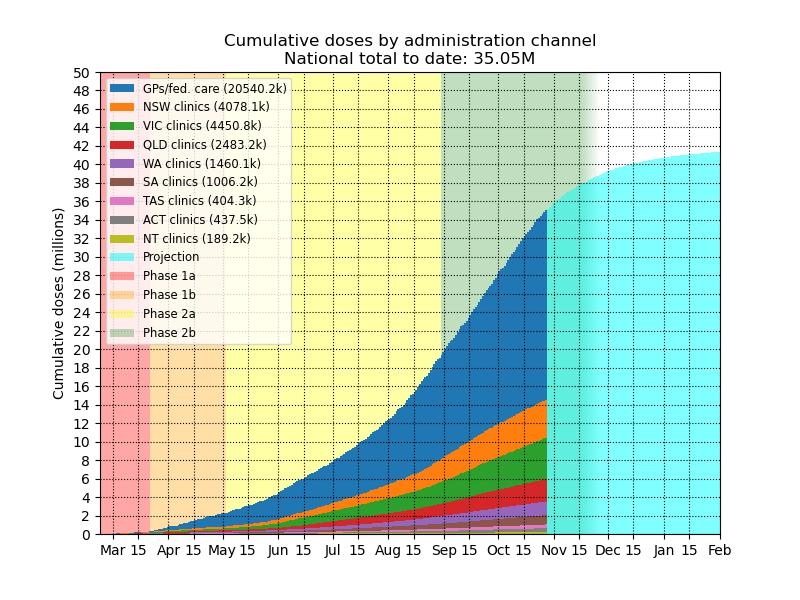 Cumulative doses by administration channel
National total to date: 35.05M
Cumulative doses (millions)
50
48
46
44
42
40
38
36
34
32
30
28
26
24
22
20
18
16
14
12
10
8
6
4
2
0
GPs/fed. care (20540.2k)
NSW clinics (4078.1k)
VIC clinics (4450.8k)
QLD clinics (2483.2k)
WA clinics (1460.1k)
SA clinics (1006.2k)
TAS clinics (404.3k)
ACT clinics (437.5k)
NT clinics (189.2k)
Projection
Phase 1a
Phase 1b
Phase 2a
Phase 2b
Mar 15 Apr 15 May 15 Jun 15 Jul 15 Aug 15 Sep 15 Oct 15 Nov 15 Dec 15 Jan 15 Feb